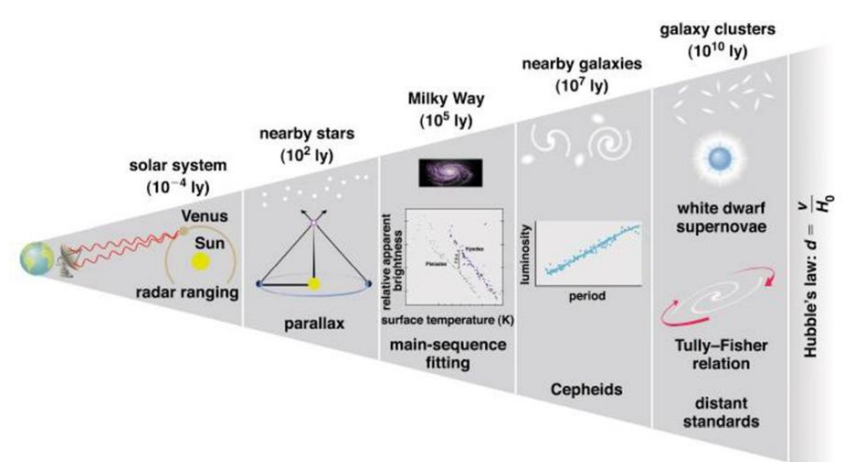 solar system
(10⁻⁴ ly)
Venus
Sun
radar ranging
nearby stars
(10² ly)
parallax
Milky Way
(10⁵ ly)
relative apparent
brightness
Pleiades
Hyades
surface temperature (K)
main-sequence
fitting
nearby galaxies
(10⁷ ly)
luminosity
period
Cepheids
galaxy clusters
(10¹⁰ ly)
white dwarf
supernovae
Tully–Fisher
relation
distant
standards
Hubble's law: d = v/H₀